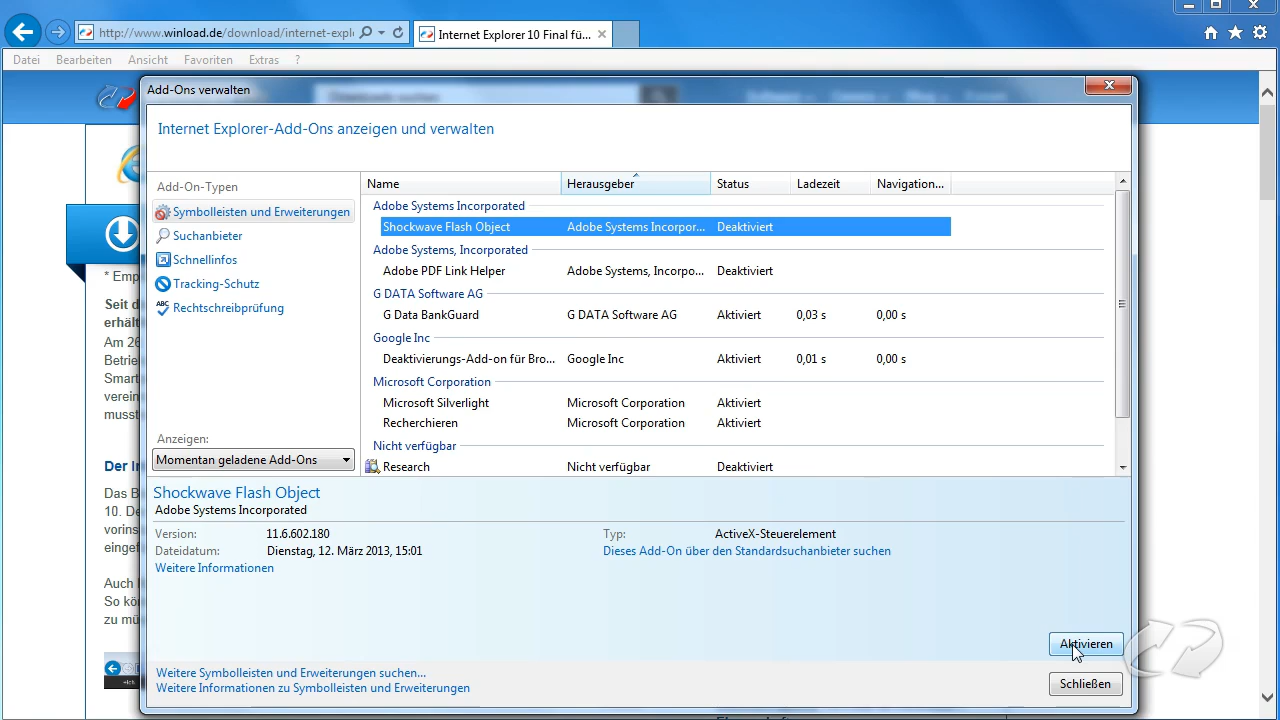 http://www.winload.de/download/internet-expl
Internet Explorer 10 Final fü...
Datei Bearbeiten Ansicht Favoriten Extras ?
Add-Ons verwalten
Internet Explorer-Add-Ons anzeigen und verwalten
Add-On-Typen
Symbolleisten und Erweiterungen
Suchanbieter
Schnellinfos
Tracking-Schutz
ABC
Rechtschreibprüfung
Anzeigen:
Momentan geladene Add-Ons
Name Herausgeber Status Ladezeit Navigation...
Adobe Systems Incorporated
Shockwave Flash Object Adobe Systems Incorpor... Deaktiviert
Adobe Systems, Incorporated
Adobe PDF Link Helper Adobe Systems, Incorpo... Deaktiviert
G DATA Software AG
G Data BankGuard G DATA Software AG Aktiviert 0,03 s 0,00 s
Google Inc
Deaktivierungs-Add-on für Bro... Google Inc Aktiviert 0,01 s 0,00 s
Microsoft Corporation
Microsoft Silverlight Microsoft Corporation Aktiviert
Recherchieren Microsoft Corporation Aktiviert
Nicht verfügbar
Research Nicht verfügbar Deaktiviert
Shockwave Flash Object
Adobe Systems Incorporated
Version: 11.6.602.180
Dateidatum: Dienstag, 12. März 2013, 15:01
Weitere Informationen
Typ: ActiveX-Steuerelement
Dieses Add-On über den Standardsuchanbieter suchen
Aktivieren
Weitere Symbolleisten und Erweiterungen suchen...
Weitere Informationen zu Symbolleisten und Erweiterungen
Schließen
* Emp
Seit d
erhält
Am 26
Betrie
Smart
verein
musst
Der In
Das B
10. De
vorins
eingef
Auch
So kör
zu mü